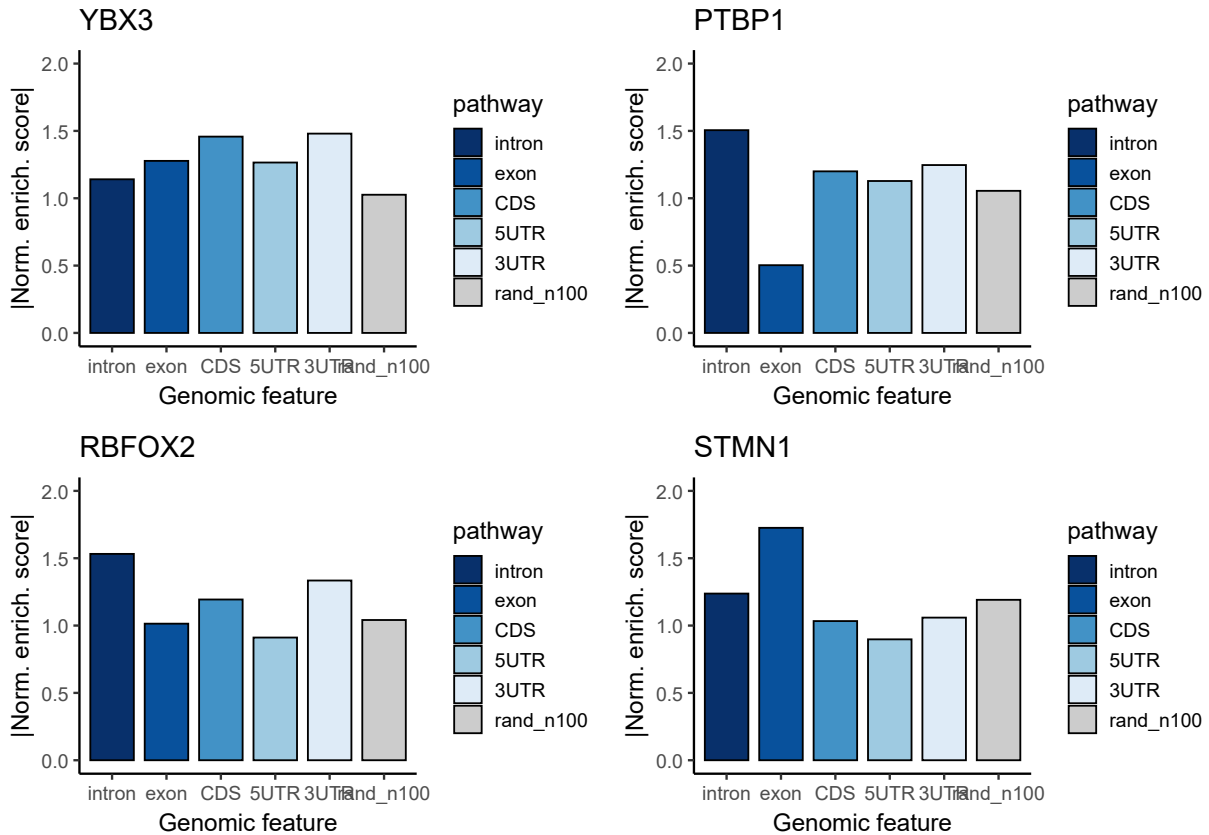 YBX3
|Norm. enrich. score|
2.0
1.5
1.0
0.5
0.0
intron exon CDS 5UTR 3UTR rand_n100
Genomic feature
pathway
intron
exon
CDS
5UTR
3UTR
rand_n100
PTBP1
|Norm. enrich. score|
2.0
1.5
1.0
0.5
0.0
intron exon CDS 5UTR 3UTR rand_n100
Genomic feature
pathway
intron
exon
CDS
5UTR
3UTR
rand_n100
RBFOX2
|Norm. enrich. score|
2.0
1.5
1.0
0.5
0.0
intron exon CDS 5UTR 3UTR rand_n100
Genomic feature
pathway
intron
exon
CDS
5UTR
3UTR
rand_n100
STMN1
|Norm. enrich. score|
2.0
1.5
1.0
0.5
0.0
intron exon CDS 5UTR 3UTR rand_n100
Genomic feature
pathway
intron
exon
CDS
5UTR
3UTR
rand_n100